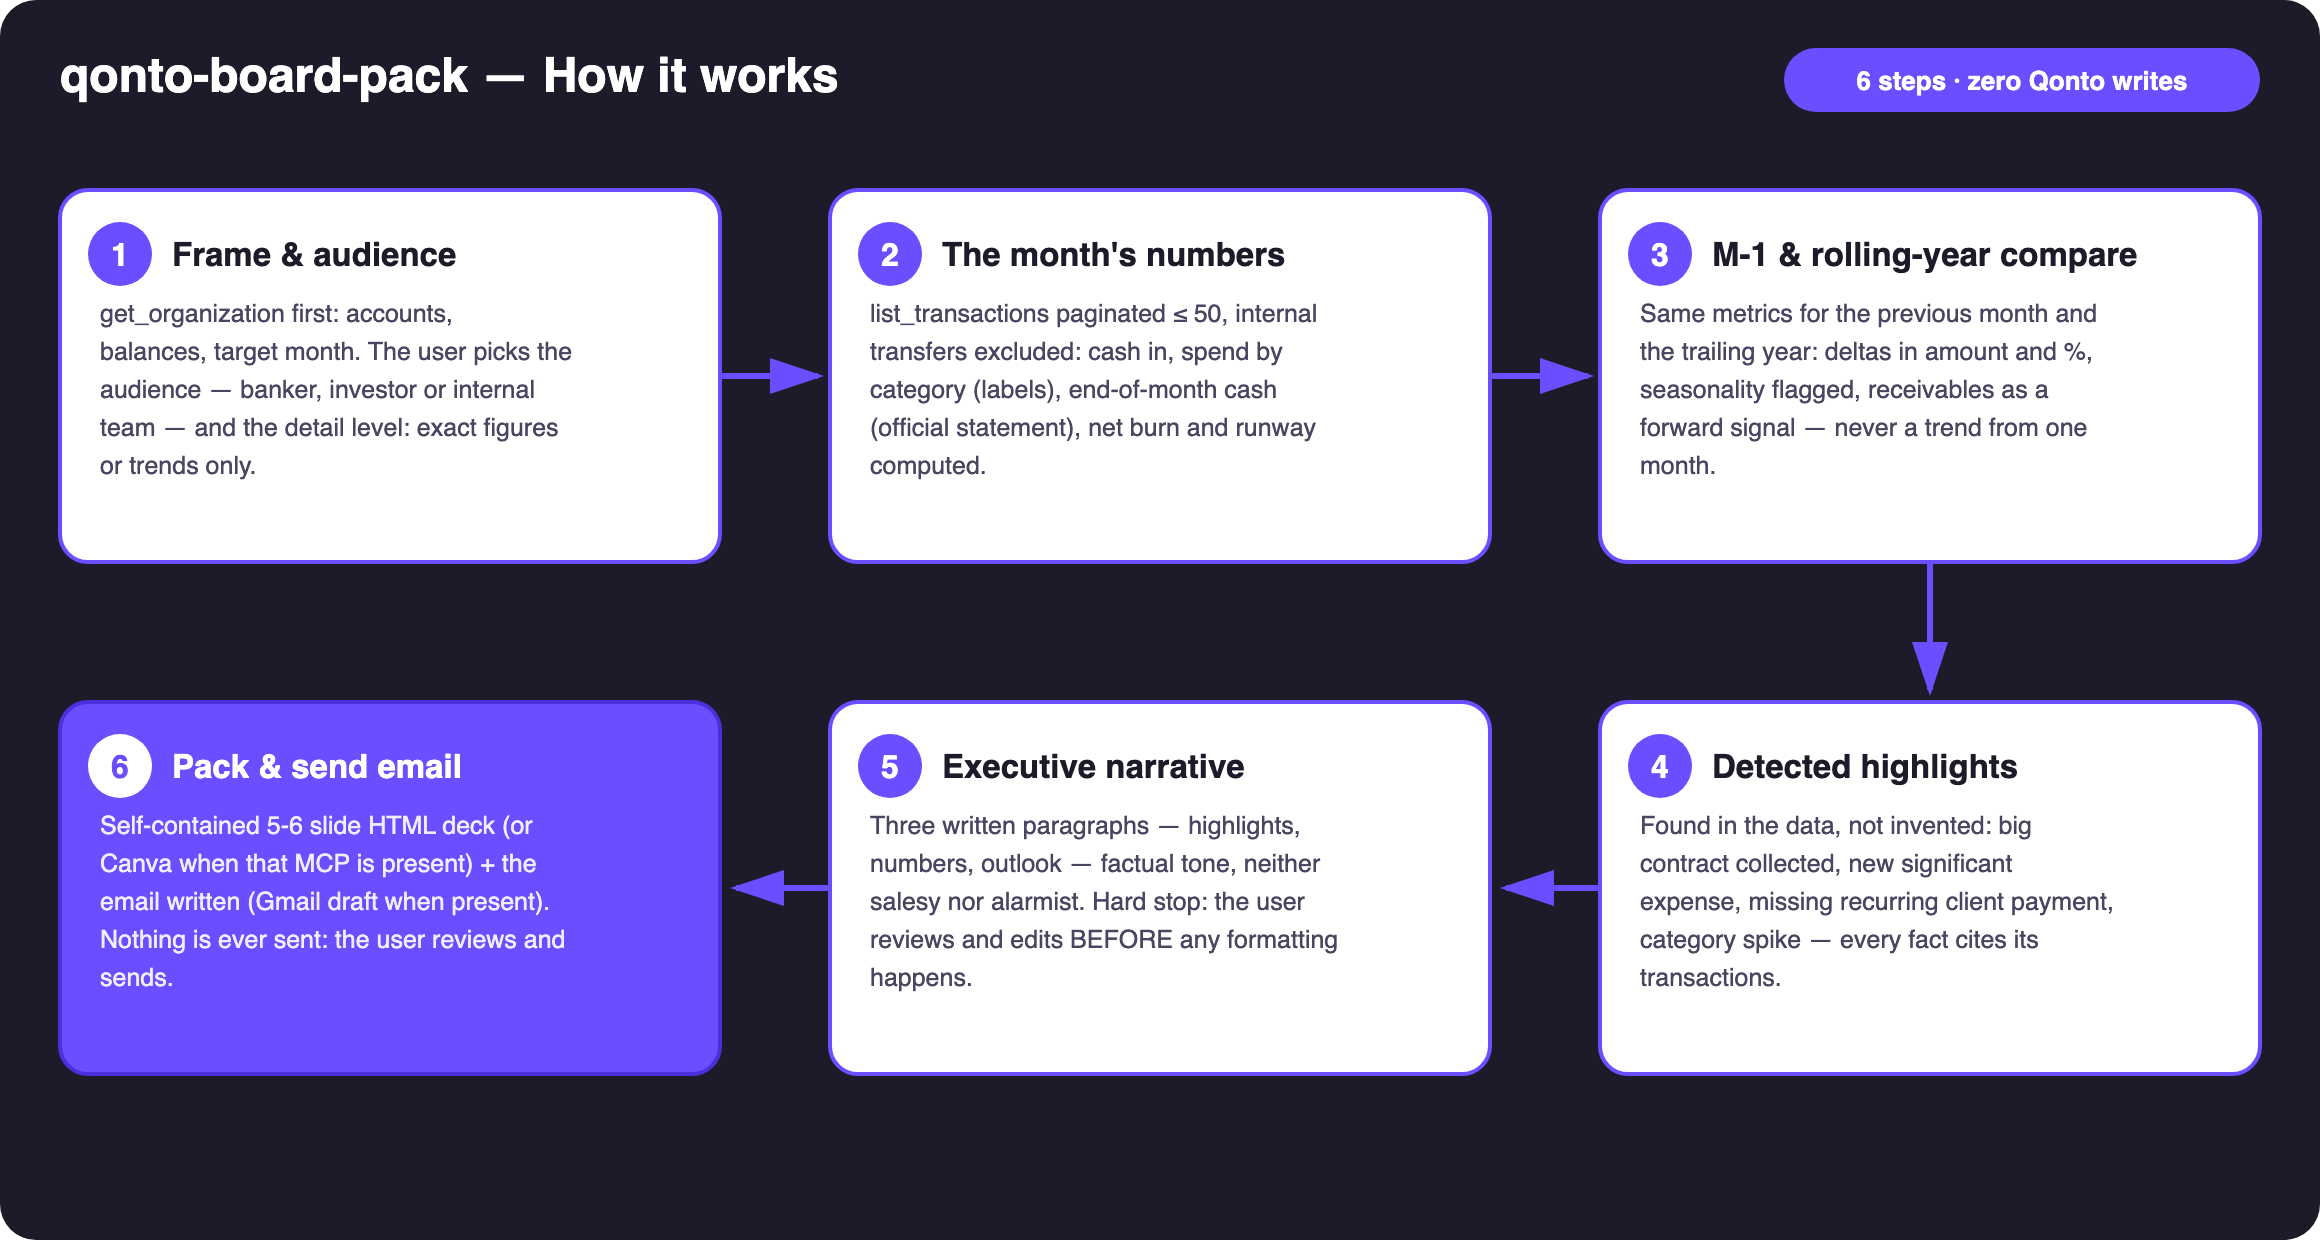 qonto-board-pack — How it works
6 steps · zero Qonto writes
1
Frame & audience
get_organization first: accounts,
balances, target month. The user picks the
audience — banker, investor or internal
team — and the detail level: exact figures
or trends only.
2
The month's numbers
list_transactions paginated ≤ 50, internal
transfers excluded: cash in, spend by
category (labels), end-of-month cash
(official statement), net burn and runway
computed.
3
M-1 & rolling-year compare
Same metrics for the previous month and
the trailing year: deltas in amount and %,
seasonality flagged, receivables as a
forward signal — never a trend from one
month.
4
Detected highlights
Found in the data, not invented: big
contract collected, new significant
expense, missing recurring client payment,
category spike — every fact cites its
transactions.
5
Executive narrative
Three written paragraphs — highlights,
numbers, outlook — factual tone, neither
salesy nor alarmist. Hard stop: the user
reviews and edits BEFORE any formatting
happens.
6
Pack & send email
Self-contained 5-6 slide HTML deck (or
Canva when that MCP is present) + the
email written (Gmail draft when present).
Nothing is ever sent: the user reviews and
sends.